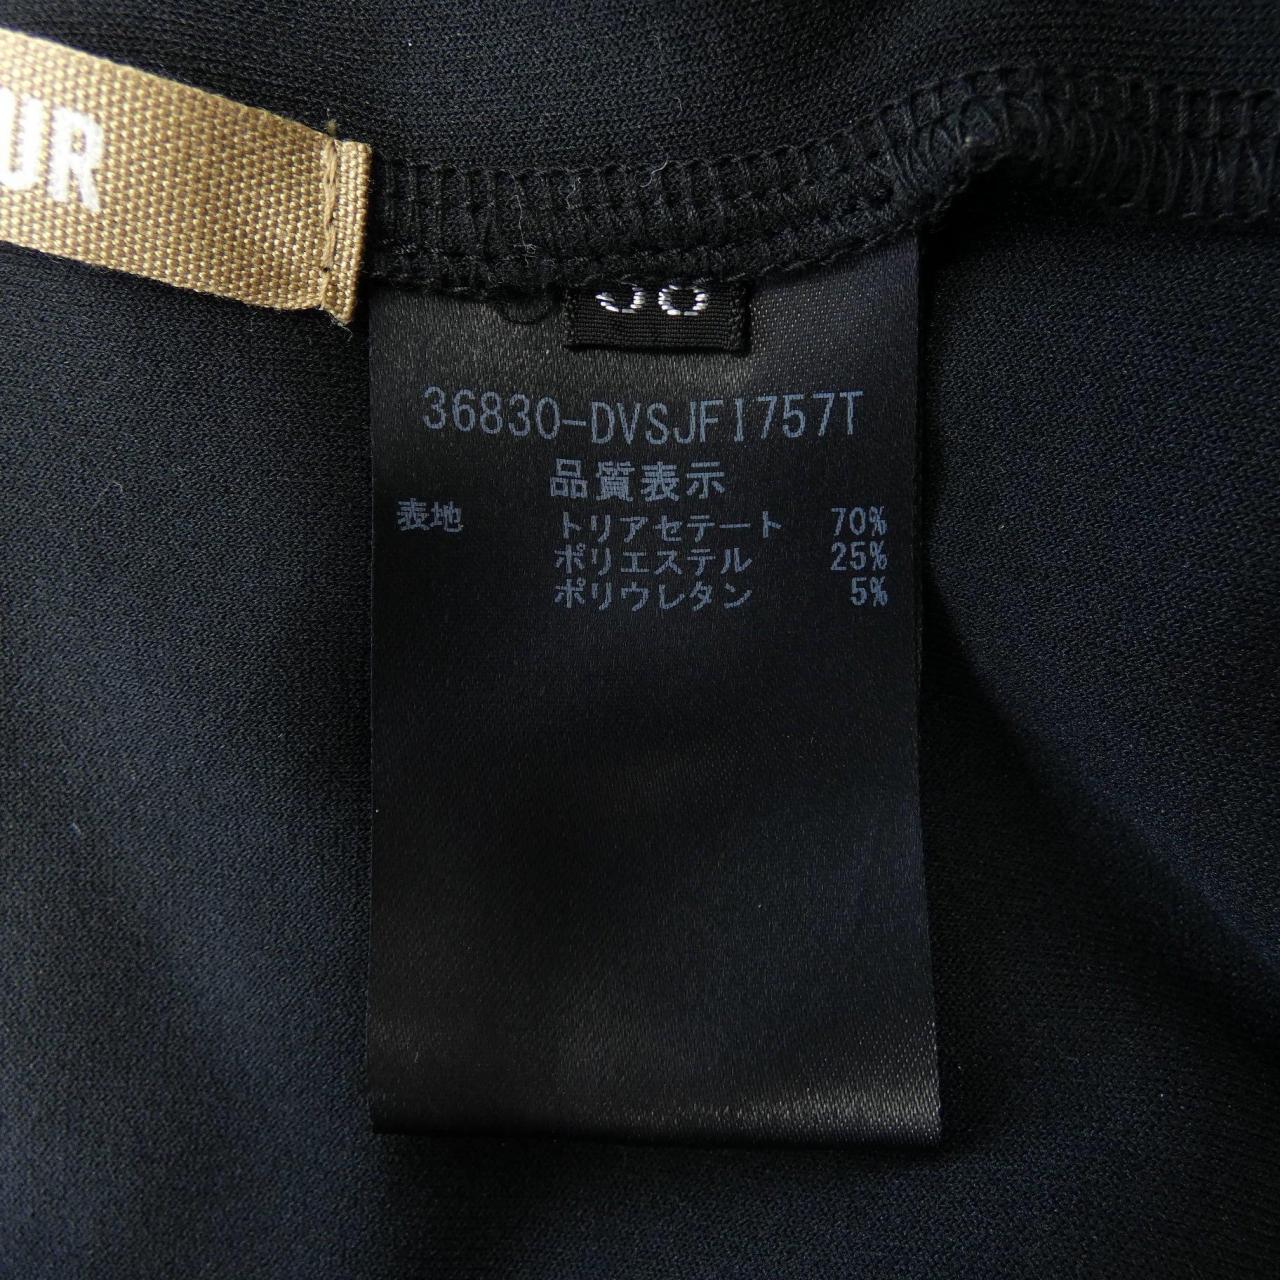 UR
36830-DVSJF1757T
品質表示
表地 トリアセテート 70%
ポリエステル 25%
ポリウレタン 5%